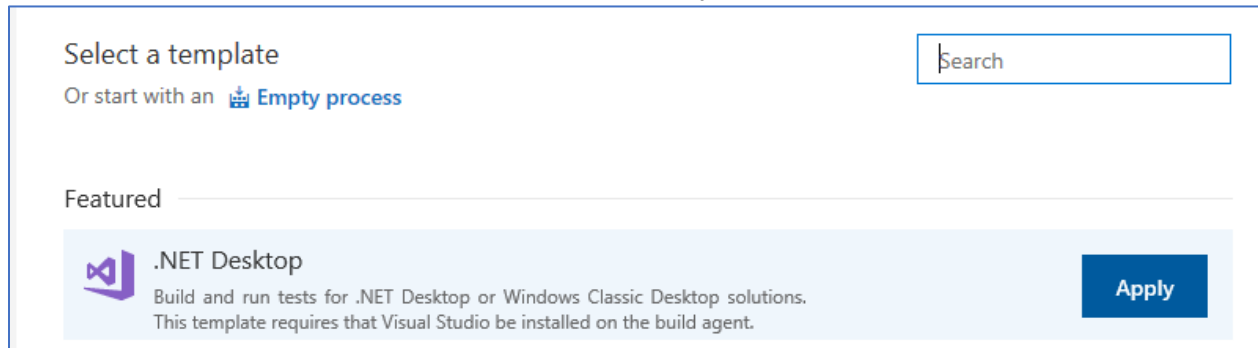 Select a template
Search
Or start with an Empty process
Featured
.NET Desktop
Build and run tests for .NET Desktop or Windows Classic Desktop solutions.
This template requires that Visual Studio be installed on the build agent.
Apply